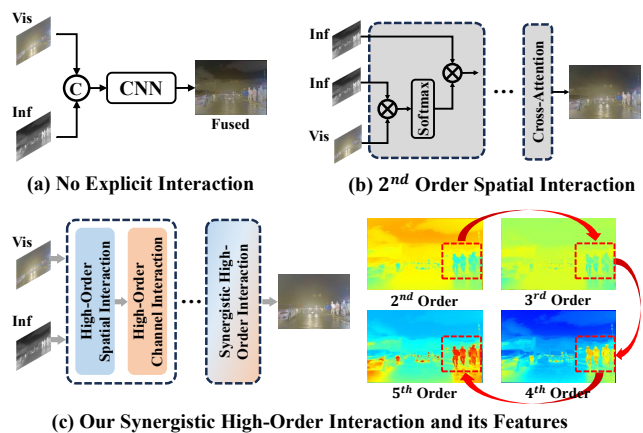 Vis
Inf
C
CNN
Fused
(a) No Explicit Interaction
Inf
Inf
Vis
Softmax
Cross-Attention
(b) 2nd Order Spatial Interaction
Vis
Inf
High-Order
Spatial Interaction
High-Order
Channel Interaction
Synergistic High-
Order Interaction
2nd Order
3rd Order
5th Order
4th Order
(c) Our Synergistic High-Order Interaction and its Features